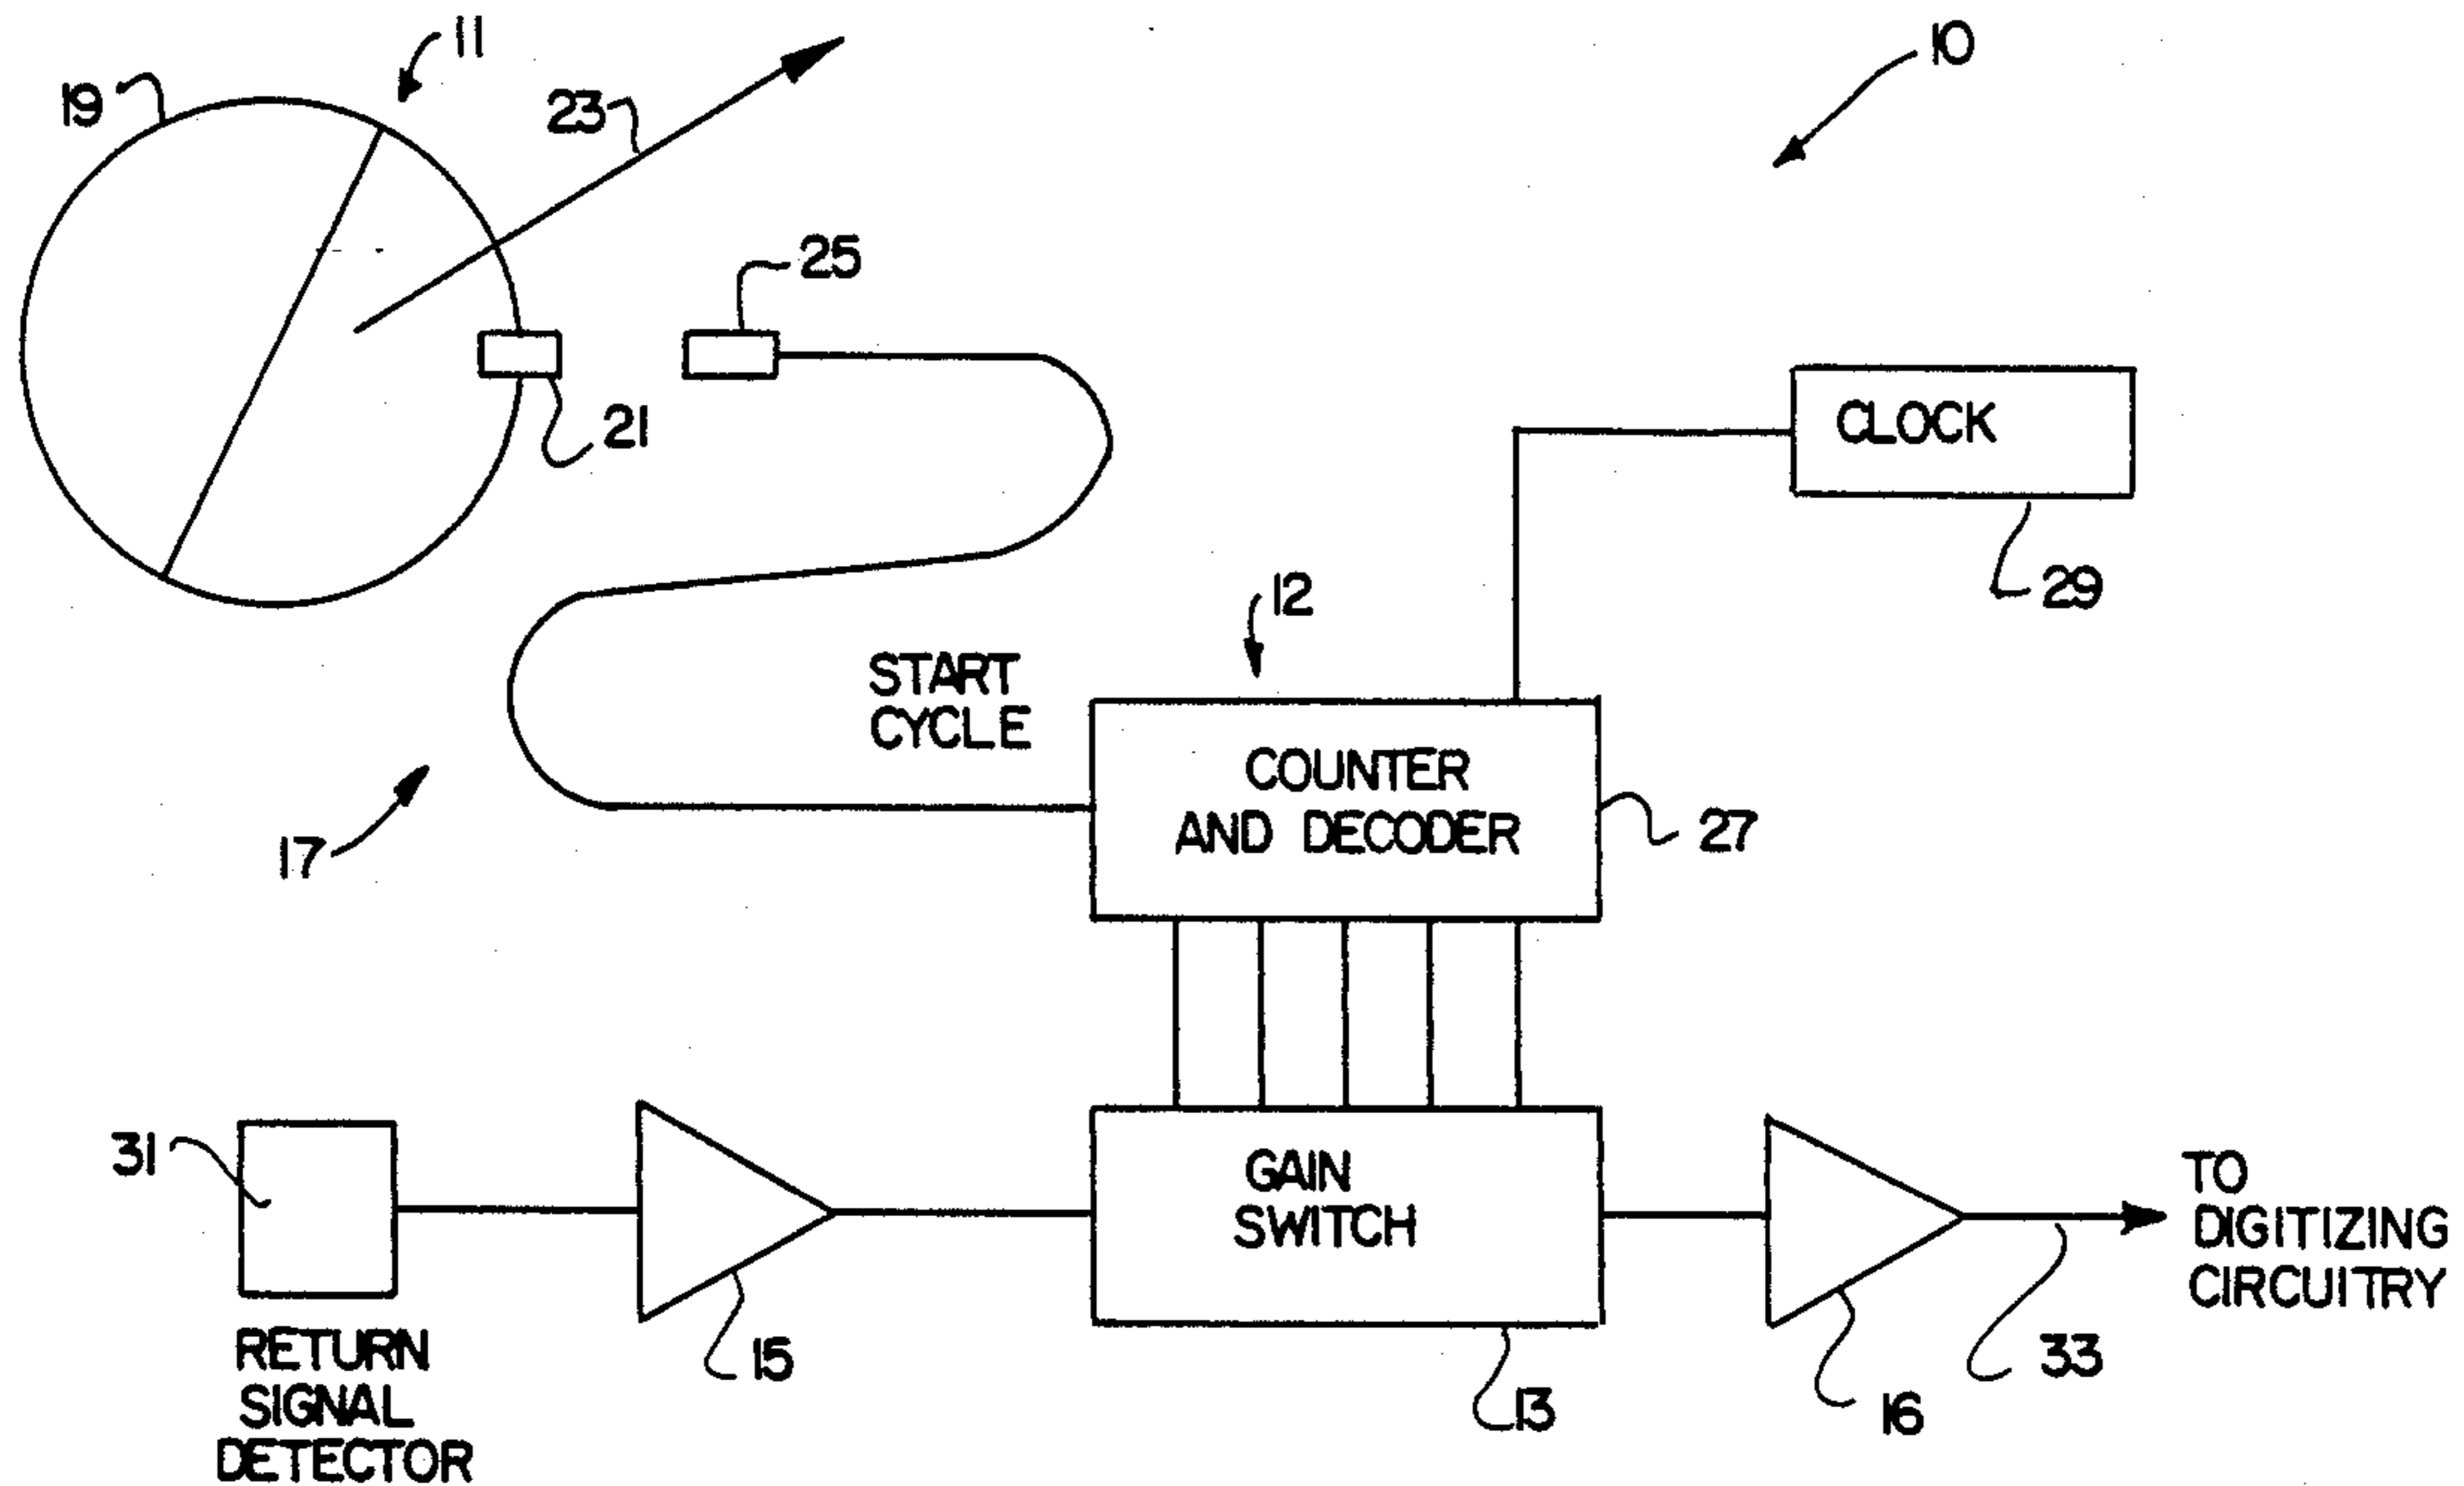 11
10
19
23
25
21
CLOCK
29
12
START
CYCLE
COUNTER
AND DECODER
27
17
31
GAIN
SWITCH
TO
DIGITIZING
CIRCUITRY
RETURN
SIGNAL
DETECTOR
15
13
16
33